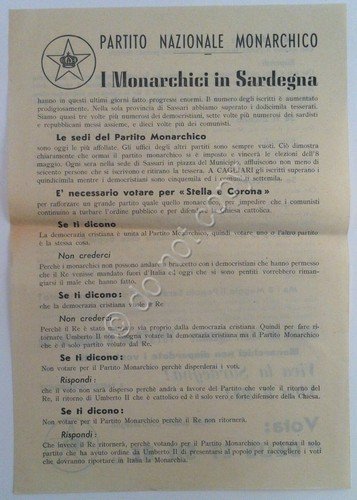 PARTITO NAZIONALE MONARCHICO
I Monarchici in Sardegna
hanno in questi ultimi giorni fatto progressi enormi. Il numero degli iscritti è aumentato
prodigiosamente. Nella sola provincia di Sassari abbiamo superato i dodicimila tesserati.
Siamo quasi tre volte più numerosi dei democristiani, sette volte più numerosi dei sardisti
e repubblicani messi assieme, e dieci volte più dei comunisti.
Le sedi del Partito Monarchico
sono oggi le più affollate. Gli uffici degli altri partiti sono sempre vuoti. Ciò dimostra
chiaramente che ormai il partito monarchico si è imposto e vincerà le elezioni dell'8
maggio. Ogni sera nella sede di Sassari in piazza del Municipio, affluiscono non meno di
seicento persone che si iscrivono e ritirano la tessera. A CAGLIARI gli iscritti superano i
quindicimila mentre i democristiani sono cinquemila ed i comunisti settemila.
E' necessario votare per «Stella e Corona»
per rafforzare un grande partito quale quello monarchico, per impedire che i comunisti
continuino a turbare l'ordine pubblico e per difendere la Chiesa cattolica.
Se ti dicono
La democrazia cristiana è unita al Partito Monarchico, quindi votare uno o l'altro partito
è la stessa cosa.
Non crederci
Perchè i monarchici non possono andare a braccetto con i democristiani che hanno permesso
che il Re venisse mandato fuori d'Italia ed oggi che si sono pentiti vorrebbero rimangiarsi
il male che hanno fatto.
Se ti dicono:
che la democrazia cristiana vuole il Re
Non crederci
Perchè il Re è stato mandato via proprio dalla democrazia cristiana Quindi per fare ritornare
Umberto II non bisogna votare la democrazia cristiana ma il Partito Monarchico
che è il solo partito voluto dal Re.
Se ti dicono:
Non votare per il Partito Monarchico perchè disperderai i voti.
Rispondi:
che il voto non sarà disperso perchè andrà a favore del Partito che vuole il ritorno del
Re, il ritorno di Umberto II che è cattolico ed è il solo vero e forte difensore della Chiesa.
Se ti dicono:
Non votare per il Partito Monarchico perchè il Re non ritornerà.
Rispondi:
Che invece il Re ritornerà, perchè votando per il Partito Monarchico si potenzia il solo
partito che ha avuto ordine da Umberto II di presentarsi al popolo per raccogliere i voti
che dovranno riportare in Italia la Monarchia.